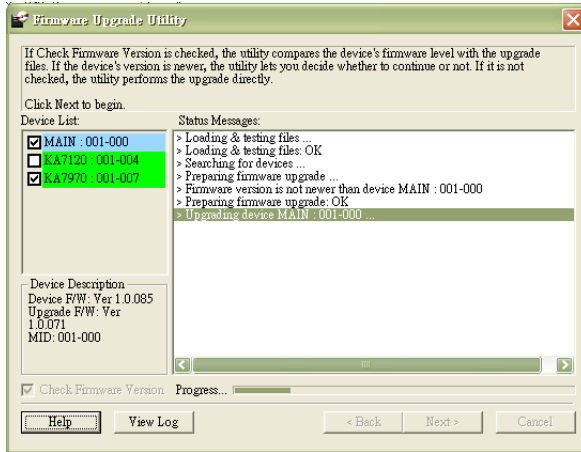 Firmware Upgrade Utility
If Check Firmware Version is checked, the utility compares the device's firmware level with the upgrade
files. If the device's version is newer, the utility lets you decide whether to continue or not. If it is not
checked, the utility performs the upgrade directly.
Click Next to begin.
Device List:
MAIN : 001-000
KA7120 : 001-004
KA7970 : 001-007
Status Messages:
> Loading & testing files ...
> Loading & testing files: OK
> Searching for devices ...
> Preparing firmware upgrade ...
> Firmware version is not newer than device MAIN : 001-000
> Preparing firmware upgrade: OK
> Upgrading device MAIN : 001-000 ...
Device Description
Device F/W: Ver 1.0.085
Upgrade F/W: Ver
1.0.071
MID: 001-000
Check Firmware Version
Progress...
Help
View Log
< Back
Next >
Cancel